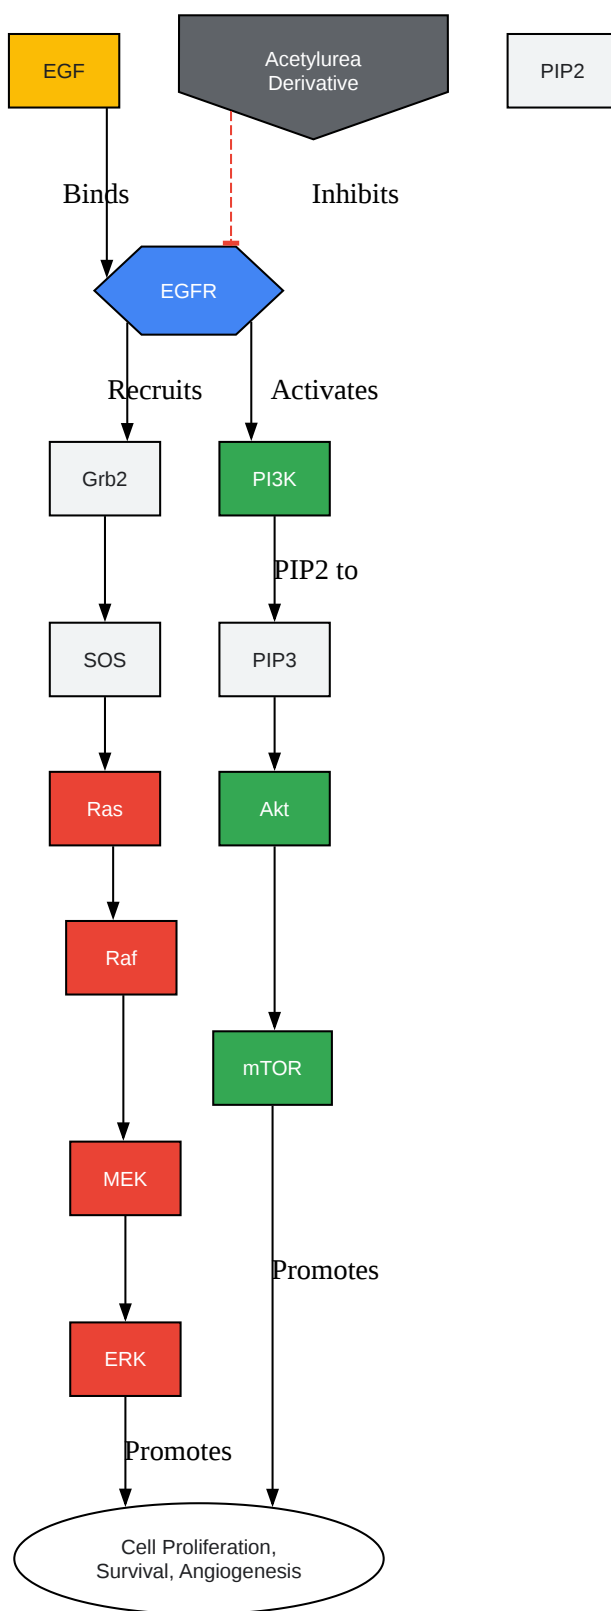 EGF
Acetylurea
Derivative
PIP2
Binds
Inhibits
EGFR
Recruits
Activates
Grb2
PI3K
PIP2 to
SOS
PIP3
Ras
Akt
Raf
mTOR
MEK
Promotes
ERK
Promotes
Cell Proliferation,
Survival, Angiogenesis